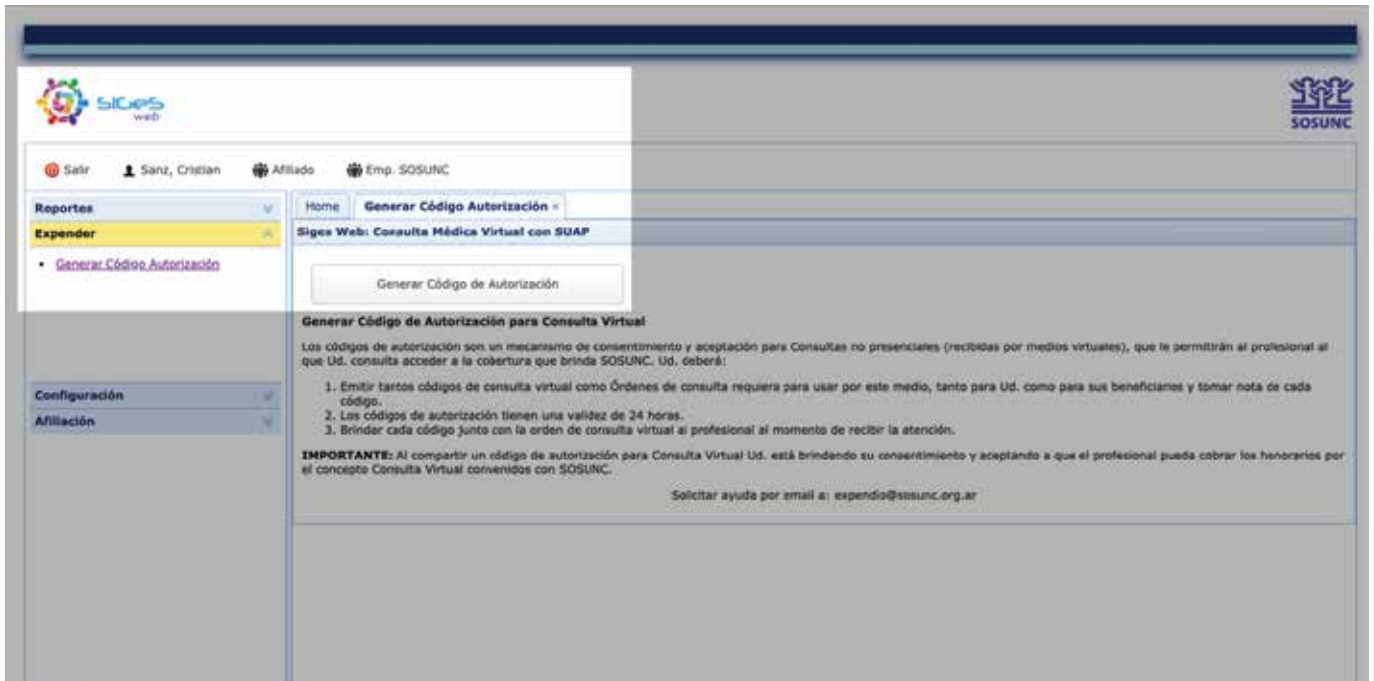 SIGeS
web
SOSUNC
Salir Sanz, Cristian Afiliado Emp. SOSUNC
Reportes
Expender
Generar Código Autorización
Configuración
Afiliación
Home Generar Código Autorización ×
Siges Web: Consulta Médica Virtual con SUAP
Generar Código de Autorización
Generar Código de Autorización para Consulta Virtual
Los códigos de autorización son un mecanismo de consentimiento y aceptación para Consultas no presenciales (recibidas por medios virtuales), que le permitirán al profesional al
que Ud. consulta acceder a la cobertura que brinda SOSUNC. Ud. deberá:
1. Emitir tantos códigos de consulta virtual como Órdenes de consulta requiera para usar por este medio, tanto para Ud. como para sus beneficiarios y tomar nota de cada
código.
2. Los códigos de autorización tienen una validez de 24 horas.
3. Brindar cada código junto con la orden de consulta virtual al profesional al momento de recibir la atención.
IMPORTANTE: Al compartir un código de autorización para Consulta Virtual Ud. está brindando su consentimiento y aceptando a que el profesional pueda cobrar los honorarios por
el concepto Consulta Virtual convenidos con SOSUNC.
Solicitar ayuda por email a: expendio@sosunc.org.ar